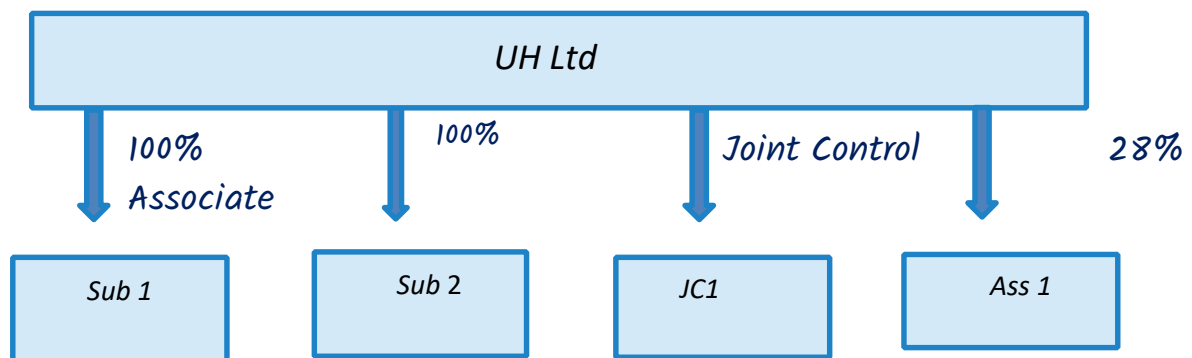 UH Ltd
100%
Associate
100%
Joint Control
28%
Sub 1
Sub 2
JC1
Ass 1